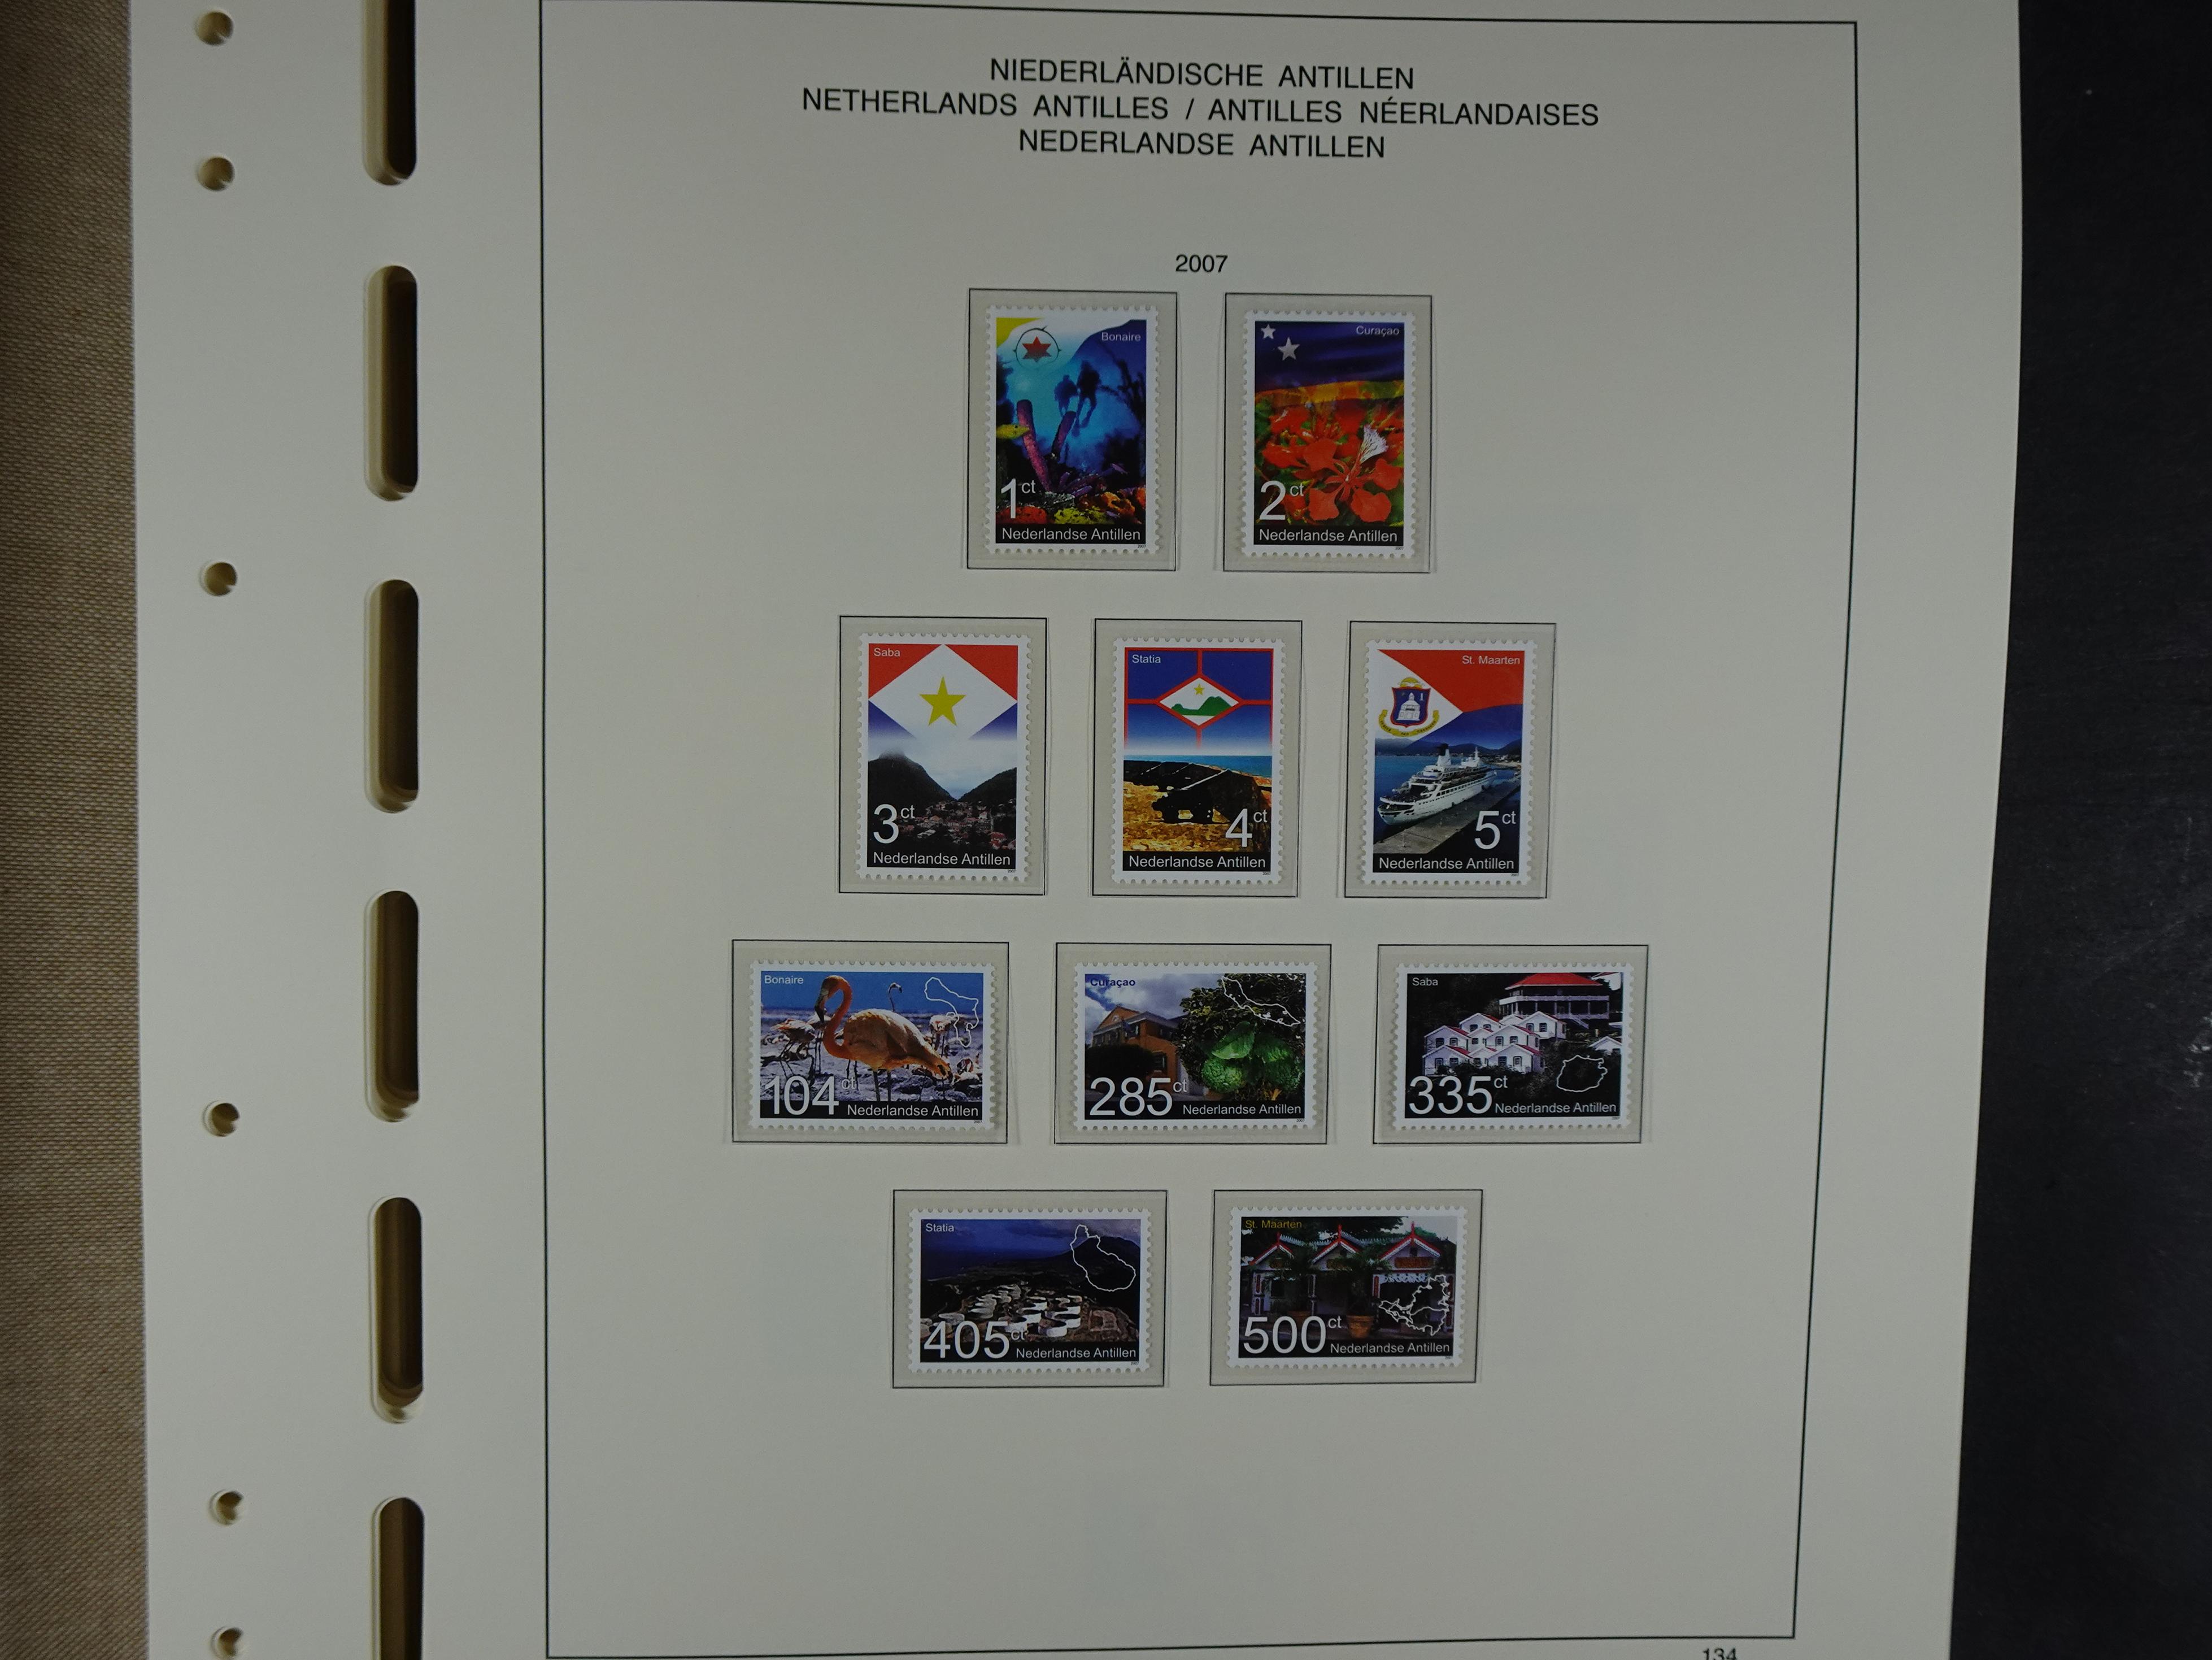 NIEDERLÄNDISCHE ANTILLEN
NETHERLANDS ANTILLES / ANTILLES NÉERLANDAISES
NEDERLANDSE ANTILLEN
2007
Bonaire
1ct
Nederlandse Antillen
Curaçao
2ct
Nederlandse Antillen
Saba
3ct
Nederlandse Antillen
Statia
4ct
Nederlandse Antillen
St. Maarten
5ct
Nederlandse Antillen
Bonaire
104ct Nederlandse Antillen
Curaçao
285ct Nederlandse Antillen
Saba
335ct Nederlandse Antillen
Statia
405ct Nederlandse Antillen
St. Maarten
500ct Nederlandse Antillen
134